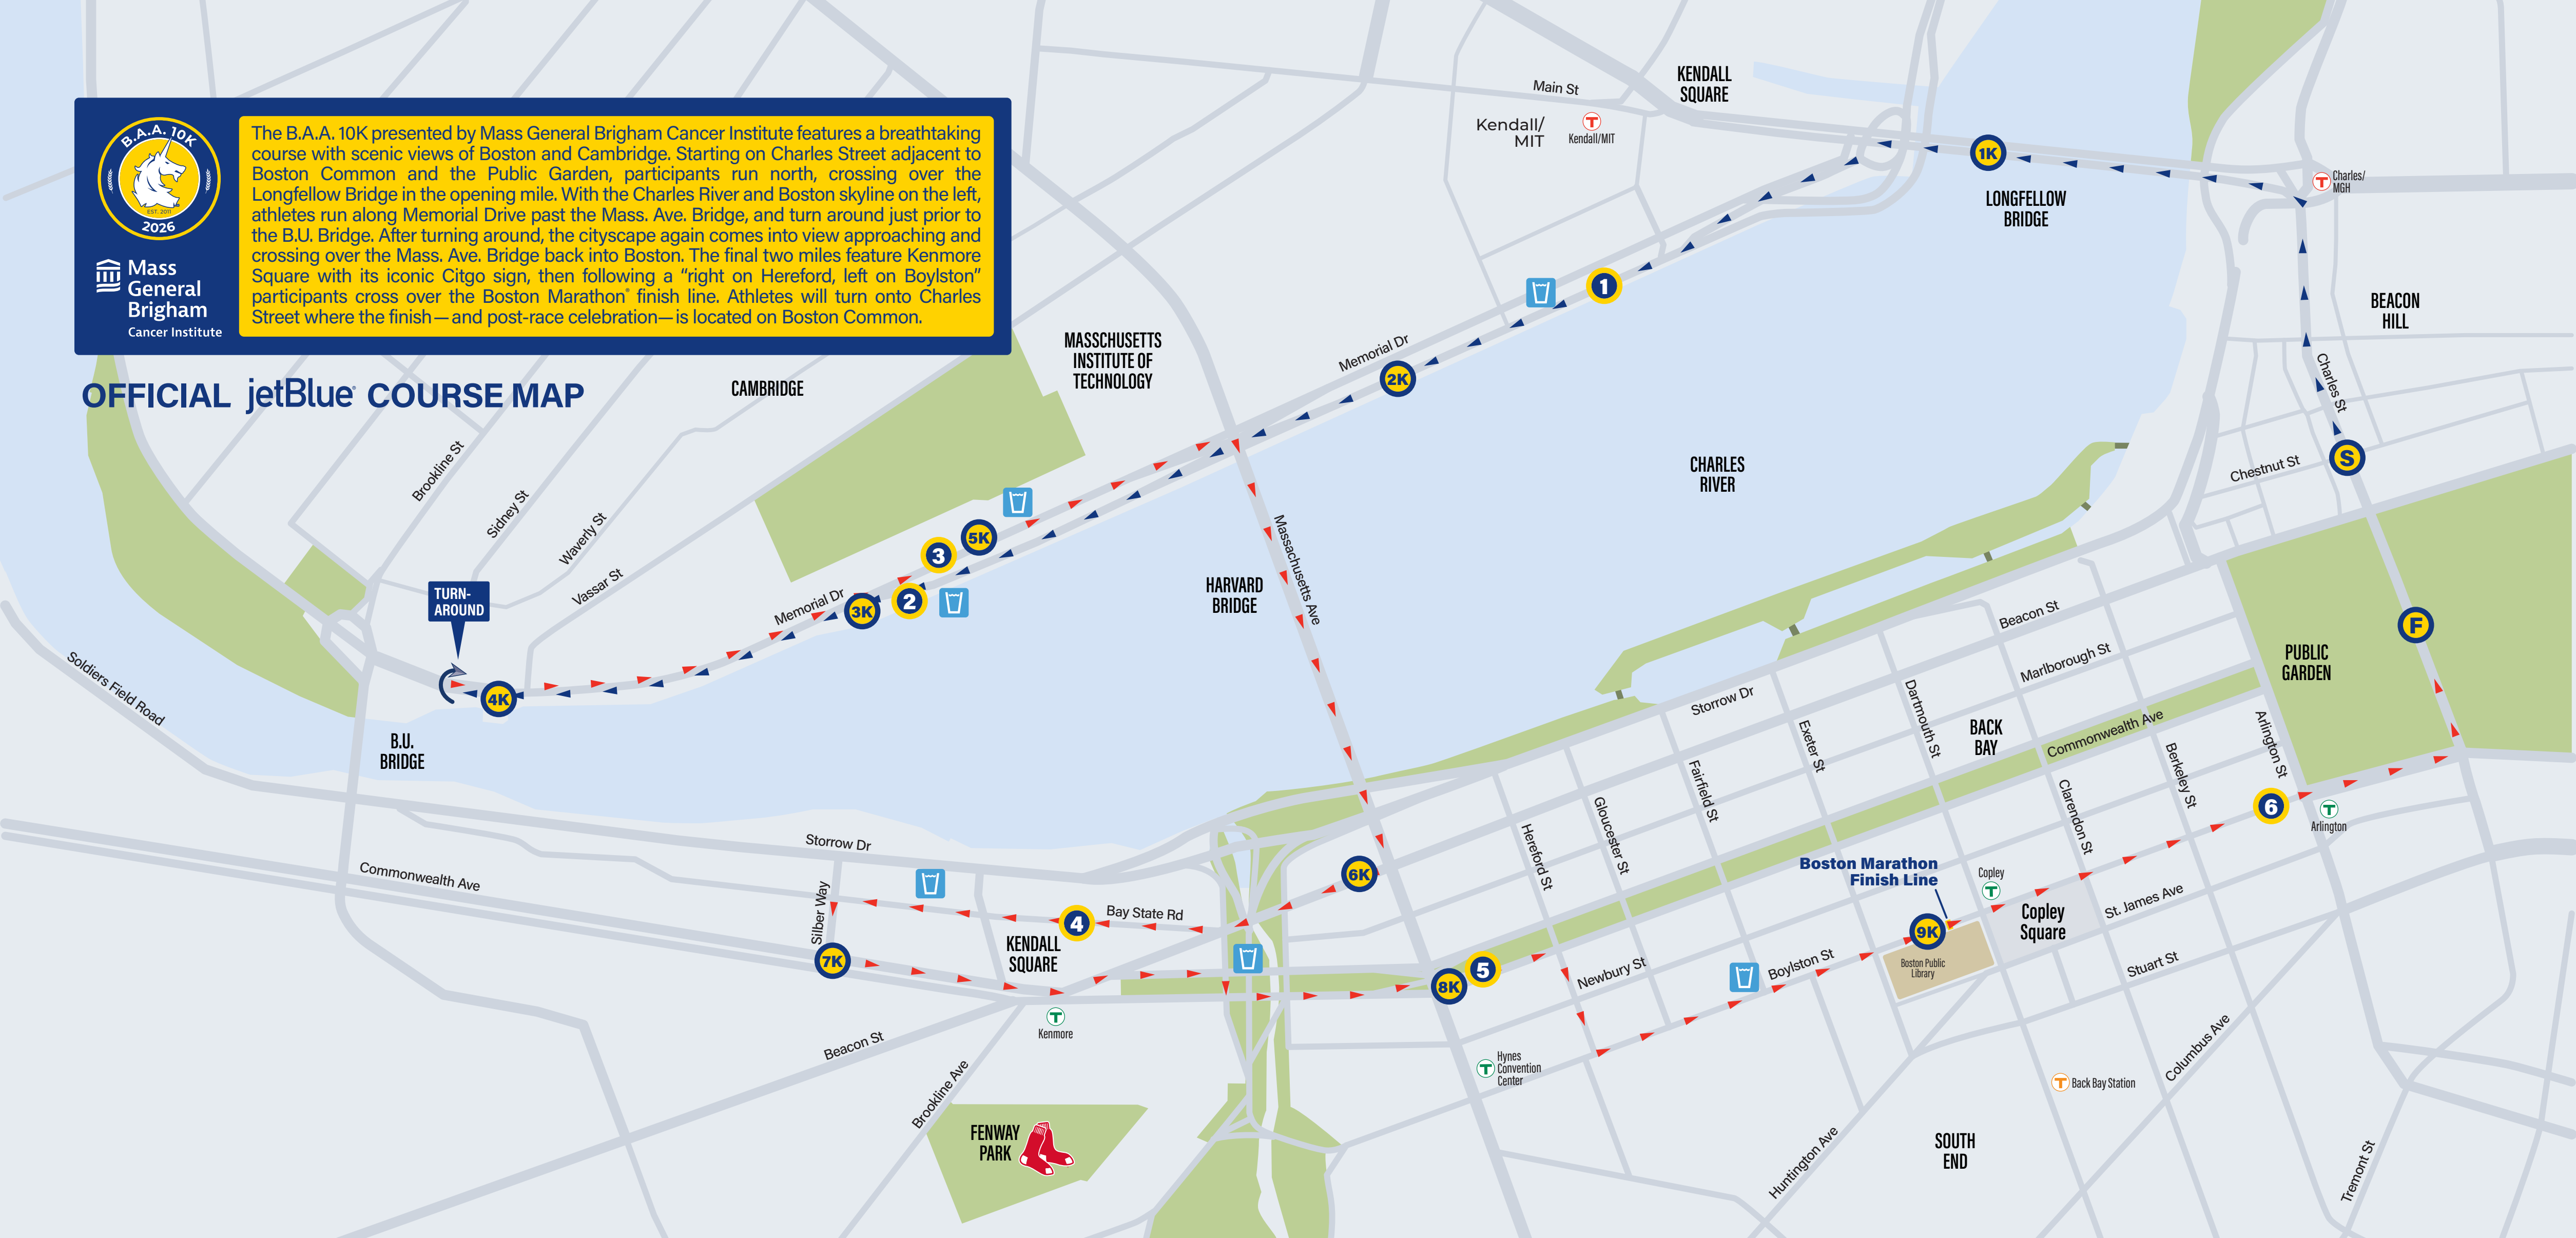 B.A.A. 10K
EST. 2011
2026
Mass
General
Brigham
Cancer Institute
The B.A.A. 10K presented by Mass General Brigham Cancer Institute features a breathtaking
course with scenic views of Boston and Cambridge. Starting on Charles Street adjacent to
Boston Common and the Public Garden, participants run north, crossing over the
Longfellow Bridge in the opening mile. With the Charles River and Boston skyline on the left,
athletes run along Memorial Drive past the Mass. Ave. Bridge, and turn around just prior to
the B.U. Bridge. After turning around, the cityscape again comes into view approaching and
crossing over the Mass. Ave. Bridge back into Boston. The final two miles feature Kenmore
Square with its iconic Citgo sign, then following a “right on Hereford, left on Boylston”
participants cross over the Boston Marathon® finish line. Athletes will turn onto Charles
Street where the finish—and post-race celebration—is located on Boston Common.
OFFICIAL jetBlue® COURSE MAP
KENDALL
SQUARE
Main St
Kendall/
MIT
T
Kendall/MIT
1K
LONGFELLOW
BRIDGE
T
Charles/
MGH
BEACON
HILL
Charles St
S
Chestnut St
1
Memorial Dr
2K
MASSCHUSETTS
INSTITUTE OF
TECHNOLOGY
CAMBRIDGE
CHARLES
RIVER
Brookline St
Sidney St
Waverly St
Vassar St
5K
3
2
3K
Memorial Dr
TURN-
AROUND
4K
HARVARD
BRIDGE
Massachusetts Ave
Soldiers Field Road
B.U.
BRIDGE
F
PUBLIC
GARDEN
Beacon St
Marlborough St
Storrow Dr
Commonwealth Ave
BACK
BAY
Dartmouth St
Exeter St
Fairfield St
Gloucester St
Hereford St
Clarendon St
Berkeley St
Arlington St
6
T
Arlington
Storrow Dr
Commonwealth Ave
Silber Way
Bay State Rd
4
6K
7K
KENDALL
SQUARE
T
Kenmore
Beacon St
Brookline Ave
FENWAY
PARK
8K
5
Newbury St
Boylston St
T
Hynes
Convention
Center
Boston Marathon
Finish Line
9K
Copley
T
Copley
Square
Boston Public
Library
St. James Ave
Stuart St
T
Back Bay Station
Columbus Ave
Huntington Ave
SOUTH
END
Tremont St